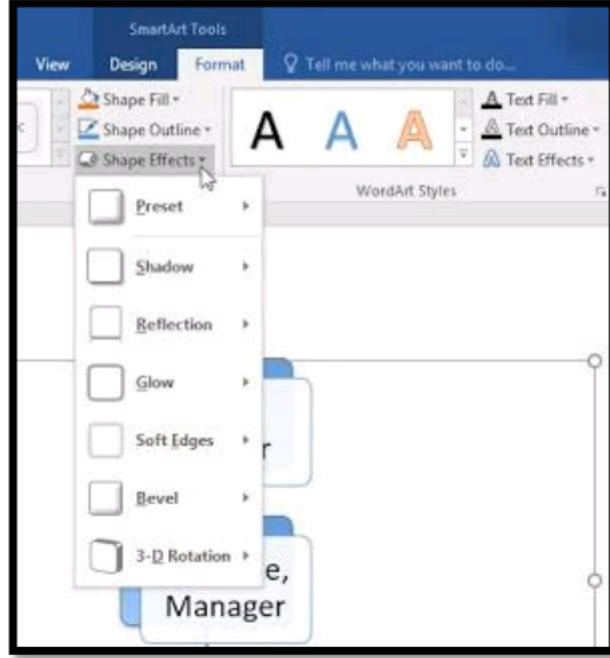 SmartArt Tools
View Design Format Tell me what you want to do...
Shape Fill
Shape Outline
Shape Effects
A A A
Text Fill
Text Outline
Text Effects
WordArt Styles
Preset
Shadow
Reflection
Glow
Soft Edges
Bevel
3-D Rotation
Manager